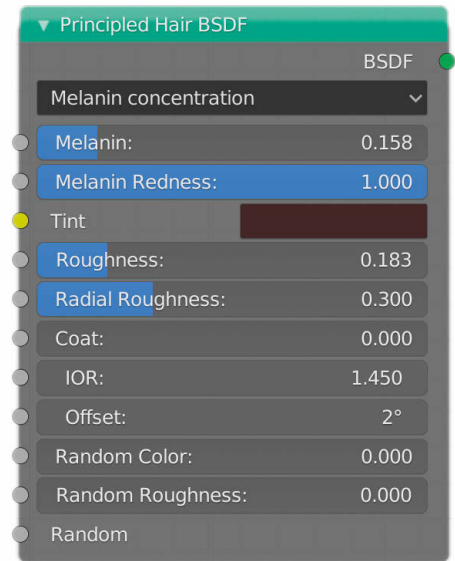 Principled Hair BSDF
BSDF
Melanin concentration
Melanin: 0.158
Melanin Redness: 1.000
Tint
Roughness: 0.183
Radial Roughness: 0.300
Coat: 0.000
IOR: 1.450
Offset: 2°
Random Color: 0.000
Random Roughness: 0.000
Random